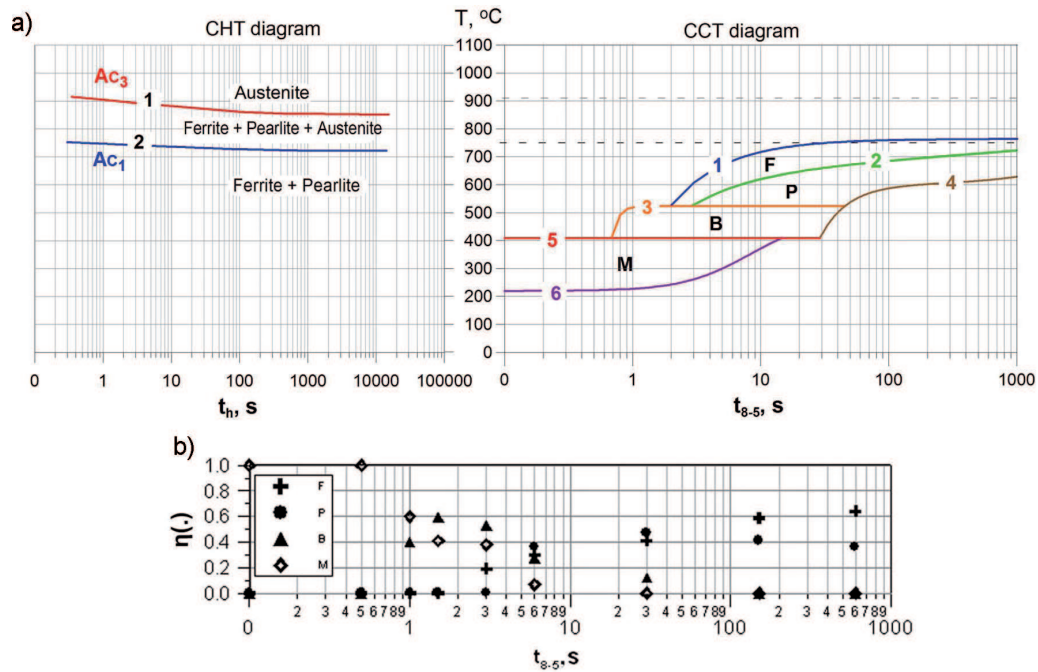 a)
CHT diagram
T, °C
CCT diagram
1100
1000
900
800
700
600
500
400
300
200
100
0
Ac3
1
Austenite
2
Ferrite + Pearlite + Austenite
Ac1
Ferrite + Pearlite
1
F
2
P
3
B
4
5
M
6
0 1 10 100 1000 10000 100000
th, s
0 1 10 100 1000
t8-5, s
b)
1.0
0.8
0.6
0.4
0.2
0.0
η(.)
F
P
B
M
2 3 4 5 6 7 8 9 2 3 4 5 6 7 8 9 2 3 4 5 6 7 8 9 2 3 4 5 6 7 8 9
0 1 10 100 1000
t8-5, s